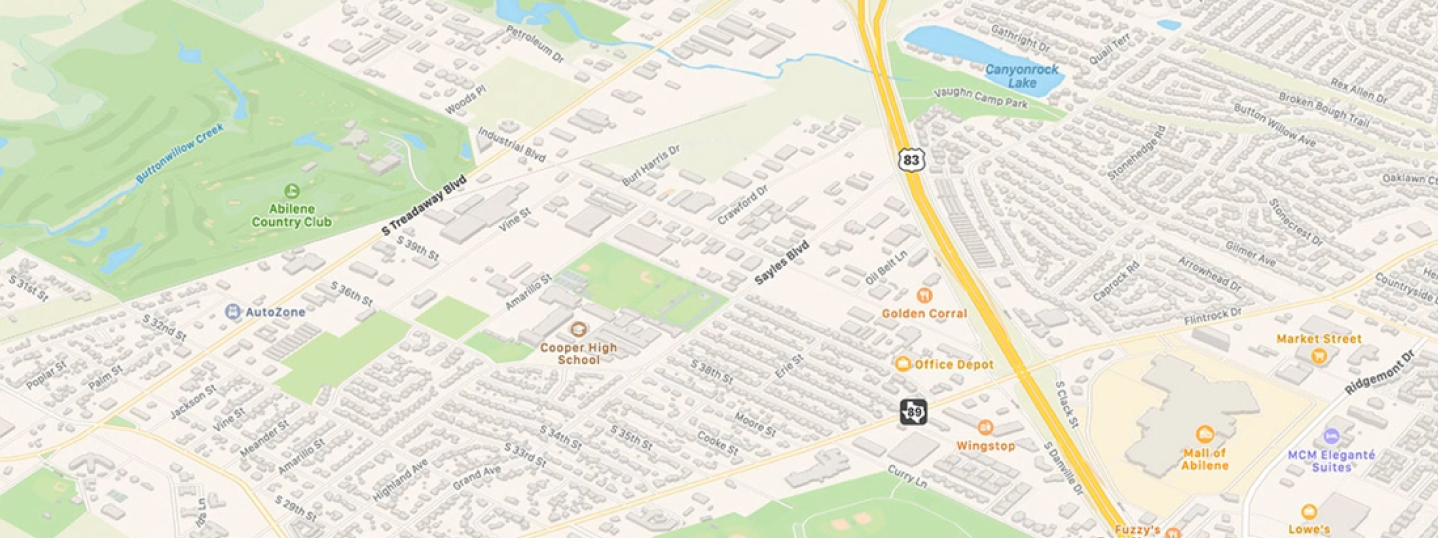 Petroleum Dr
Gathright Dr
Quail Terr
Canyonrock
Lake
Rex Allen Dr
Woods Pl
Vaughn Camp Park
Broken Bough Trail
Button Willow Ave
Industrial Blvd
Buttonwillow Creek
Stonehedge Rd
83
Burl Harris Dr
Oaklawn Ct
Abilene
Country Club
S Treadaway Blvd
Crawford Dr
Vine St
Stonecrest Dr
S 39th St
Gilmer Ave
Sayles Blvd
Oil Belt Ln
Arrowhead Dr
Caprock Rd
S 31st St
S 36th St
Amarillo St
Countryside
AutoZone
Golden Corral
Flintrock Dr
S 32nd St
Cooper High
School
Market Street
Office Depot
Erie St
S 38th St
Ridgemont Dr
Poplar St
Palm St
Jackson St
S Clack St
89
Vine St
Moore St
Meander St
Wingstop
S 34th St
S 35th St
Cooke St
Mall of
Abilene
MCM Eleganté
Suites
Amarillo St
S 33rd St
S Danville Dr
Highland Ave
Grand Ave
Curry Ln
S 29th St
Iva Ln
Fuzzy's
Lowe's